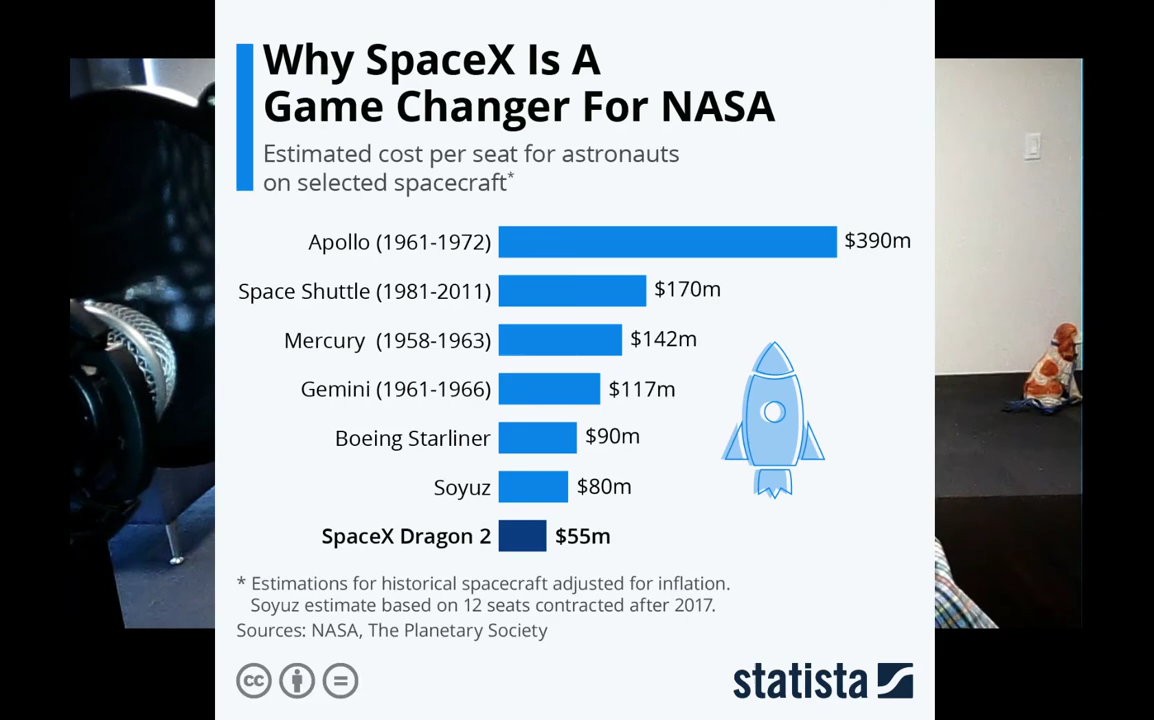 Why SpaceX Is A
Game Changer For NASA
Estimated cost per seat for astronauts
on selected spacecraft*
Apollo (1961-1972) $390m
Space Shuttle (1981-2011) $170m
Mercury (1958-1963) $142m
Gemini (1961-1966) $117m
Boeing Starliner $90m
Soyuz $80m
SpaceX Dragon 2 $55m
* Estimations for historical spacecraft adjusted for inflation.
Soyuz estimate based on 12 seats contracted after 2017.
Sources: NASA, The Planetary Society
cc
statista